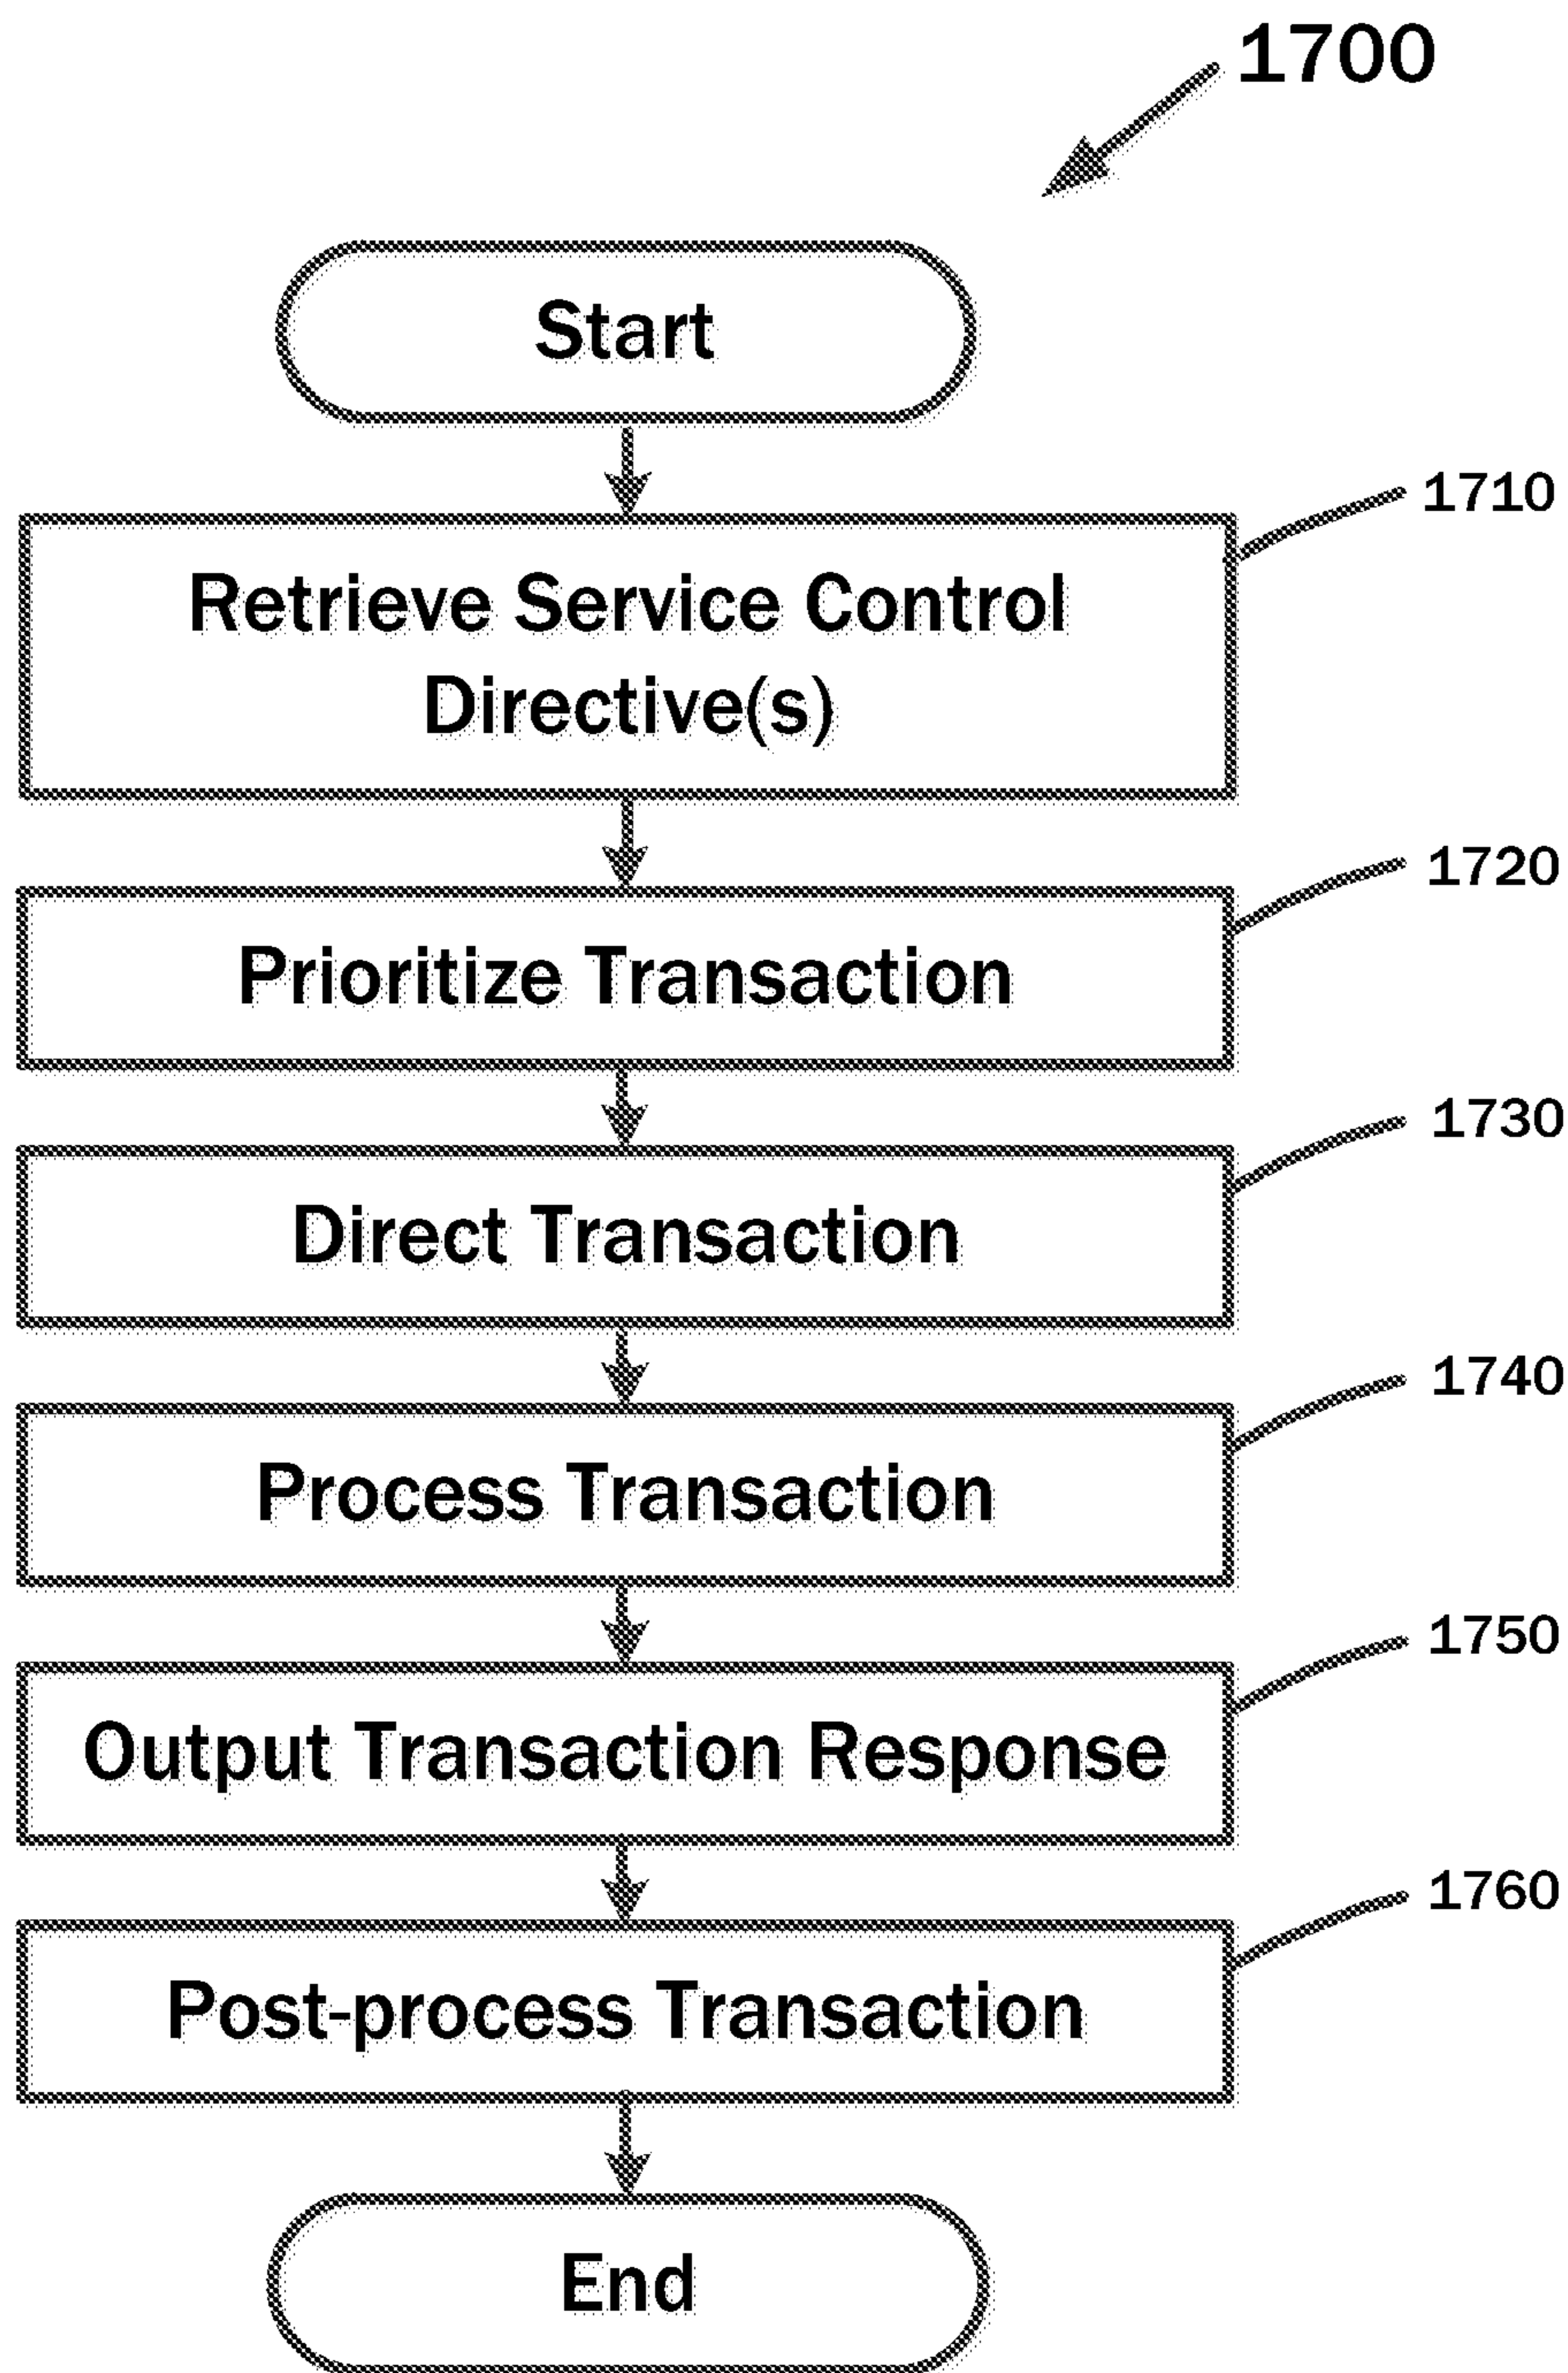 1700
Start
1710
Retrieve Service Control
Directive(s)
1720
Prioritize Transaction
1730
Direct Transaction
1740
Process Transaction
1750
Output Transaction Response
1760
Post-process Transaction
End